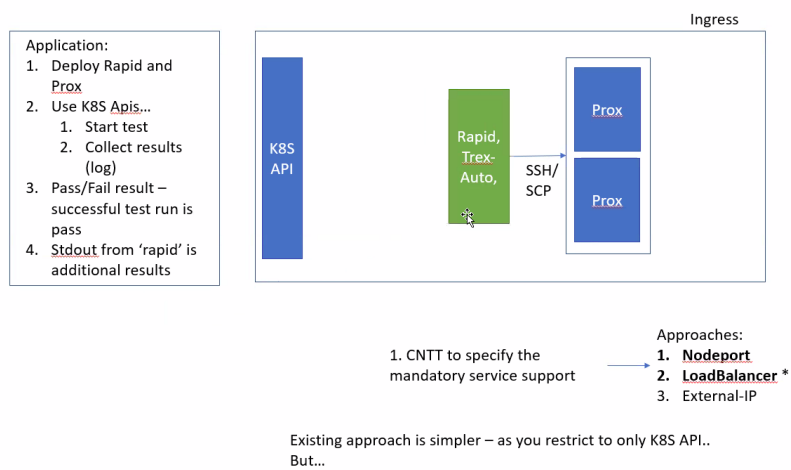 Ingress
Application:
1. Deploy Rapid and
Prox
2. Use K8S Apis...
1. Start test
2. Collect results
(log)
3. Pass/Fail result –
successful test run is
pass
4. Stdout from ‘rapid’ is
additional results
K8S
API
Rapid,
Trex-
Auto,
SSH/
SCP
Prox
Prox
1. CNTT to specify the
mandatory service support
Approaches:
1. Nodeport
2. LoadBalancer *
3. External-IP
Existing approach is simpler – as you restrict to only K8S API..
But...